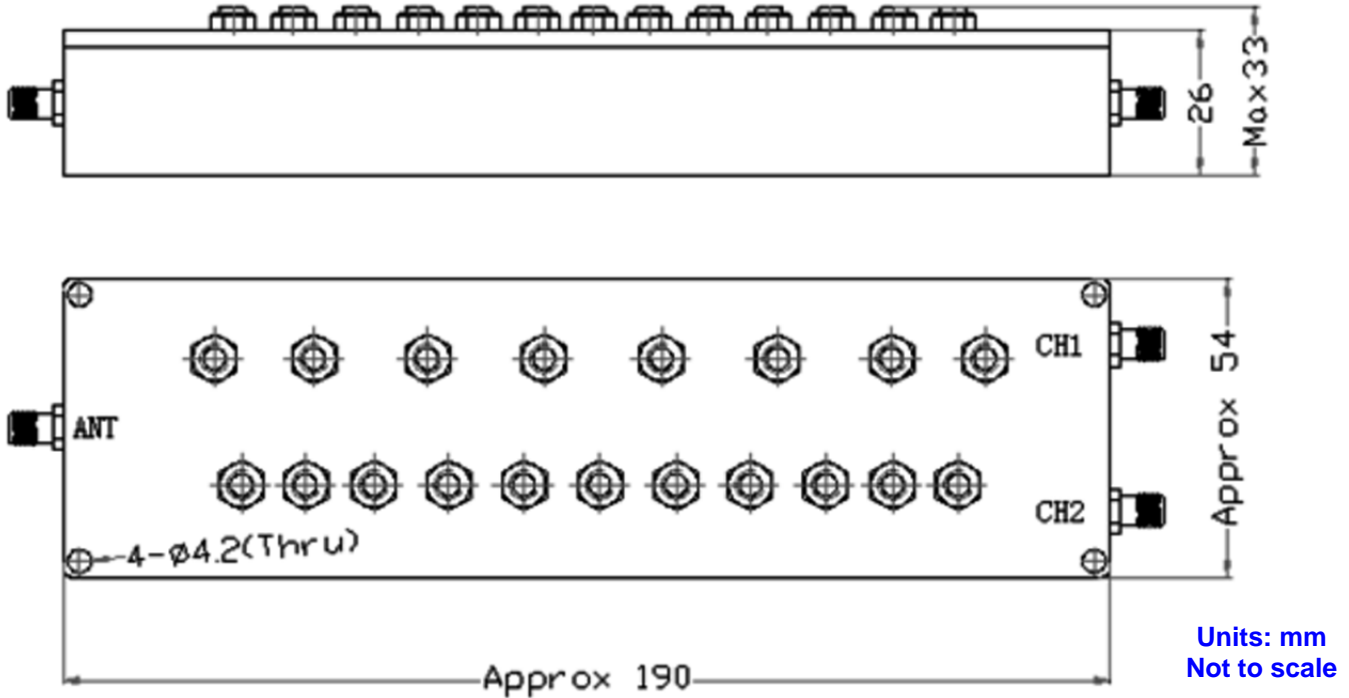 26
Max33
CH1
ANT
Approx 54
CH2
4-Ø4.2(Thru)
Units: mm
Not to scale
Approx 190